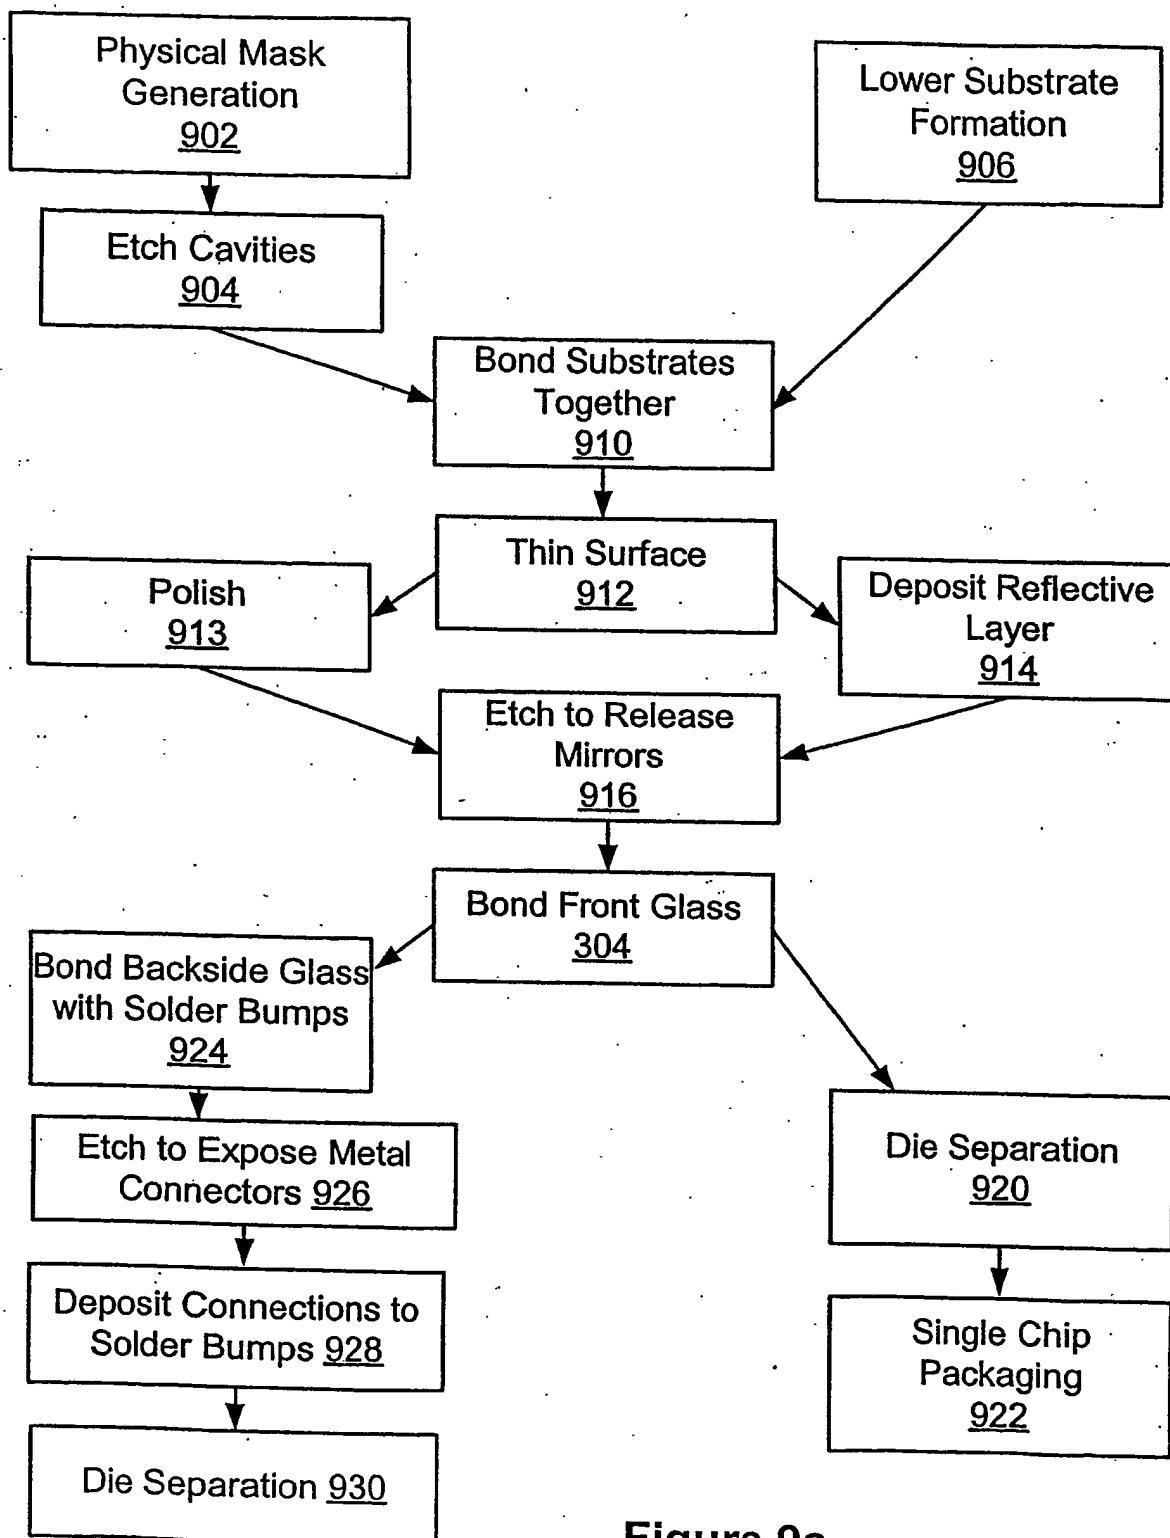 Physical Mask
Generation
902
Lower Substrate
Formation
906
Etch Cavities
904
Bond Substrates
Together
910
Thin Surface
912
Polish
913
Deposit Reflective
Layer
914
Etch to Release
Mirrors
916
Bond Front Glass
304
Bond Backside Glass
with Solder Bumps
924
Etch to Expose Metal
Connectors 926
Die Separation
920
Deposit Connections to
Solder Bumps 928
Single Chip
Packaging
922
Die Separation 930
Figure 9a